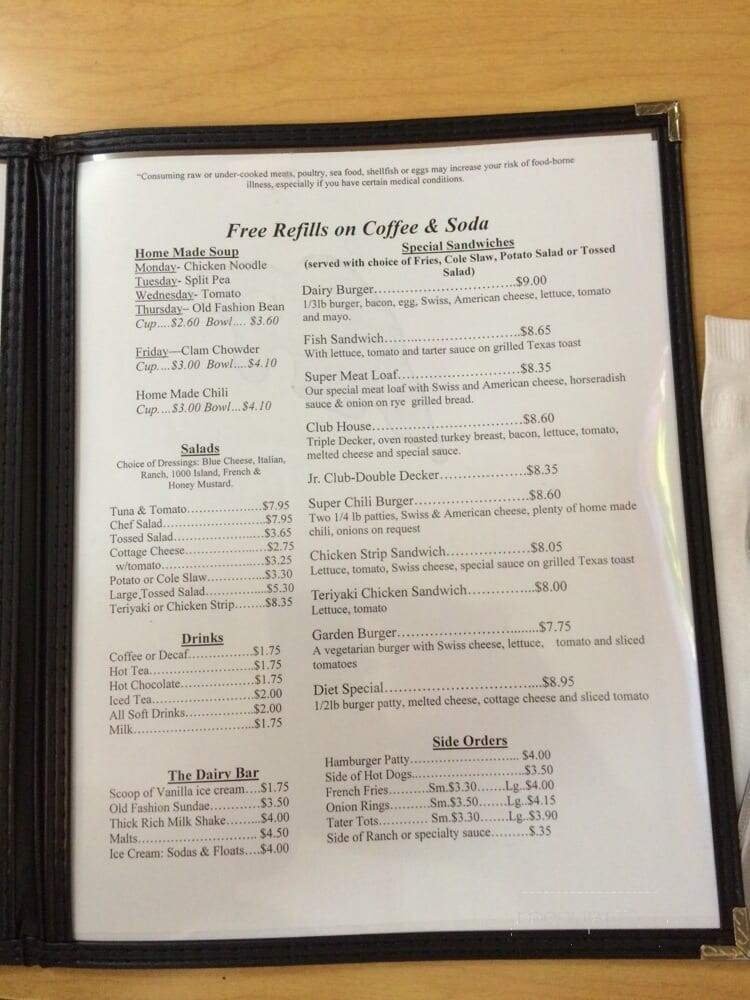 "Consuming raw or under-cooked meats, poultry, sea food, shellfish or eggs may increase your risk of food-borne
illness, especially if you have certain medical conditions.
Free Refills on Coffee & Soda
Home Made Soup
Monday- Chicken Noodle
Tuesday- Split Pea
Wednesday- Tomato
Thursday– Old Fashion Bean
Cup....$2.60 Bowl.... $3.60
Friday—Clam Chowder
Cup....$3.00 Bowl....$4.10
Home Made Chili
Cup....$3.00 Bowl...$4.10
Salads
Choice of Dressings: Blue Cheese, Italian,
Ranch, 1000 Island, French &
Honey Mustard.
Tuna & Tomato....................$7.95
Chef Salad..........................$7.95
Tossed Salad.......................$3.65
Cottage Cheese....................$2.75
w/tomato.........................$3.25
Potato or Cole Slaw..............$3.30
Large Tossed Salad...............$5.30
Teriyaki or Chicken Strip........$8.35
Drinks
Coffee or Decaf.................$1.75
Hot Tea...........................$1.75
Hot Chocolate...................$1.75
Iced Tea..........................$2.00
All Soft Drinks..................$2.00
Milk...............................$1.75
The Dairy Bar
Scoop of Vanilla ice cream....$1.75
Old Fashion Sundae............$3.50
Thick Rich Milk Shake........$4.00
Malts............................. $4.50
Ice Cream: Sodas & Floats....$4.00
Special Sandwiches
(served with choice of Fries, Cole Slaw, Potato Salad or Tossed
Salad)
Dairy Burger....................................$9.00
1/3lb burger, bacon, egg, Swiss, American cheese, lettuce, tomato
and mayo.
Fish Sandwich..................................$8.65
With lettuce, tomato and tarter sauce on grilled Texas toast
Super Meat Loaf...............................$8.35
Our special meat loaf with Swiss and American cheese, horseradish
sauce & onion on rye grilled bread.
Club House......................................$8.60
Triple Decker, oven roasted turkey breast, bacon, lettuce, tomato,
melted cheese and special sauce.
Jr. Club-Double Decker......................$8.35
Super Chili Burger.............................$8.60
Two 1/4 lb patties, Swiss & American cheese, plenty of home made
chili, onions on request
Chicken Strip Sandwich.....................$8.05
Lettuce, tomato, Swiss cheese, special sauce on grilled Texas toast
Teriyaki Chicken Sandwich.................$8.00
Lettuce, tomato
Garden Burger..................................$7.75
A vegetarian burger with Swiss cheese, lettuce, tomato and sliced
tomatoes
Diet Special.....................................$8.95
1/2lb burger patty, melted cheese, cottage cheese and sliced tomato
Side Orders
Hamburger Patty........................ $4.00
Side of Hot Dogs........................$3.50
French Fries..........Sm.$3.30.......Lg..$4.00
Onion Rings..........Sm.$3.50.......Lg..$4.15
Tater Tots............ Sm.$3.30.......Lg..$3.90
Side of Ranch or specialty sauce.........$.35